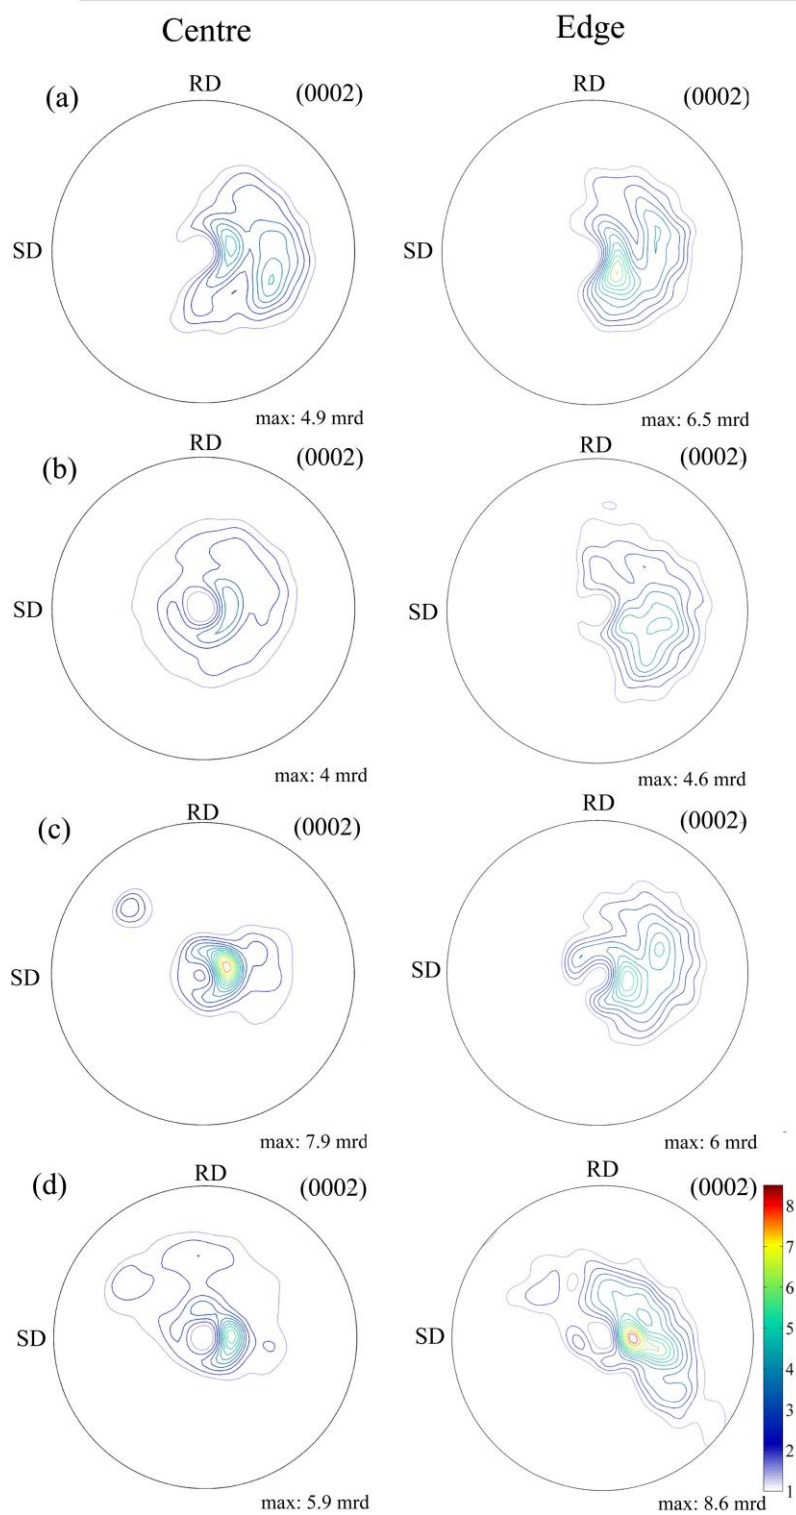 Centre Edge
(a) RD (0002) RD (0002)
SD SD
max: 4.9 mrd max: 6.5 mrd
(b) RD (0002) RD (0002)
SD SD
max: 4 mrd max: 4.6 mrd
(c) RD (0002) RD (0002)
SD SD
max: 7.9 mrd max: 6 mrd
(d) RD (0002) RD (0002)
SD SD
8
7
6
5
4
3
2
1
max: 5.9 mrd max: 8.6 mrd